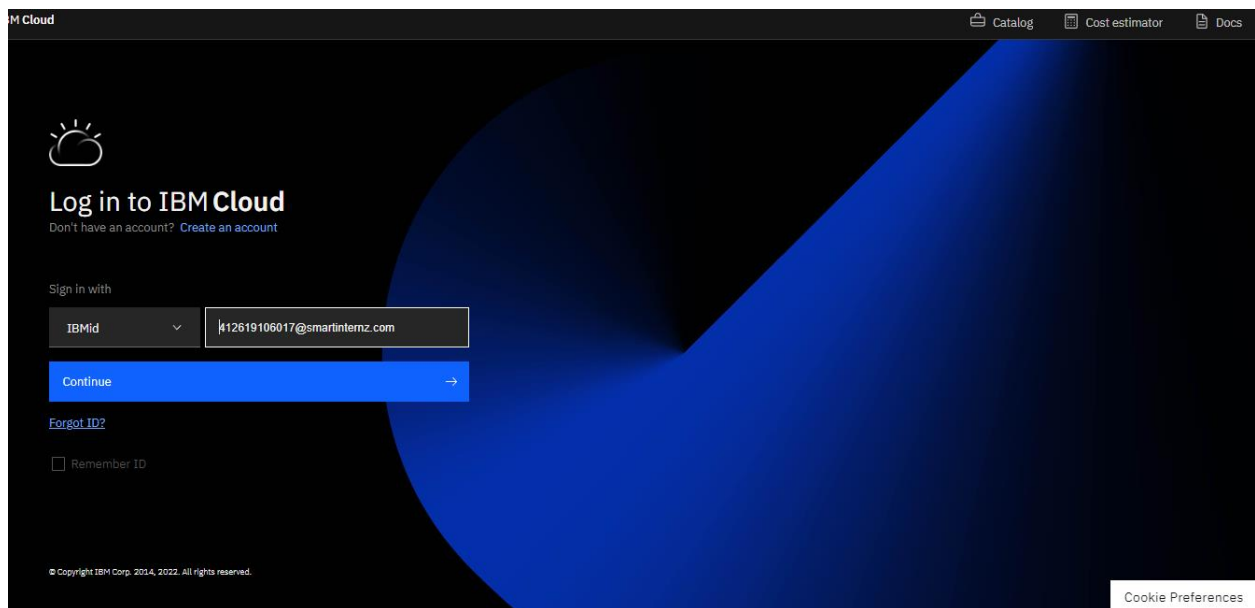 BM Cloud
Catalog Cost estimator Docs
Log in to IBM Cloud
Don't have an account? Create an account
Sign in with
IBMid 412619106017@smartinternz.com
Continue
Forgot ID?
Remember ID
© Copyright IBM Corp. 2014, 2022. All rights reserved.
Cookie Preferences